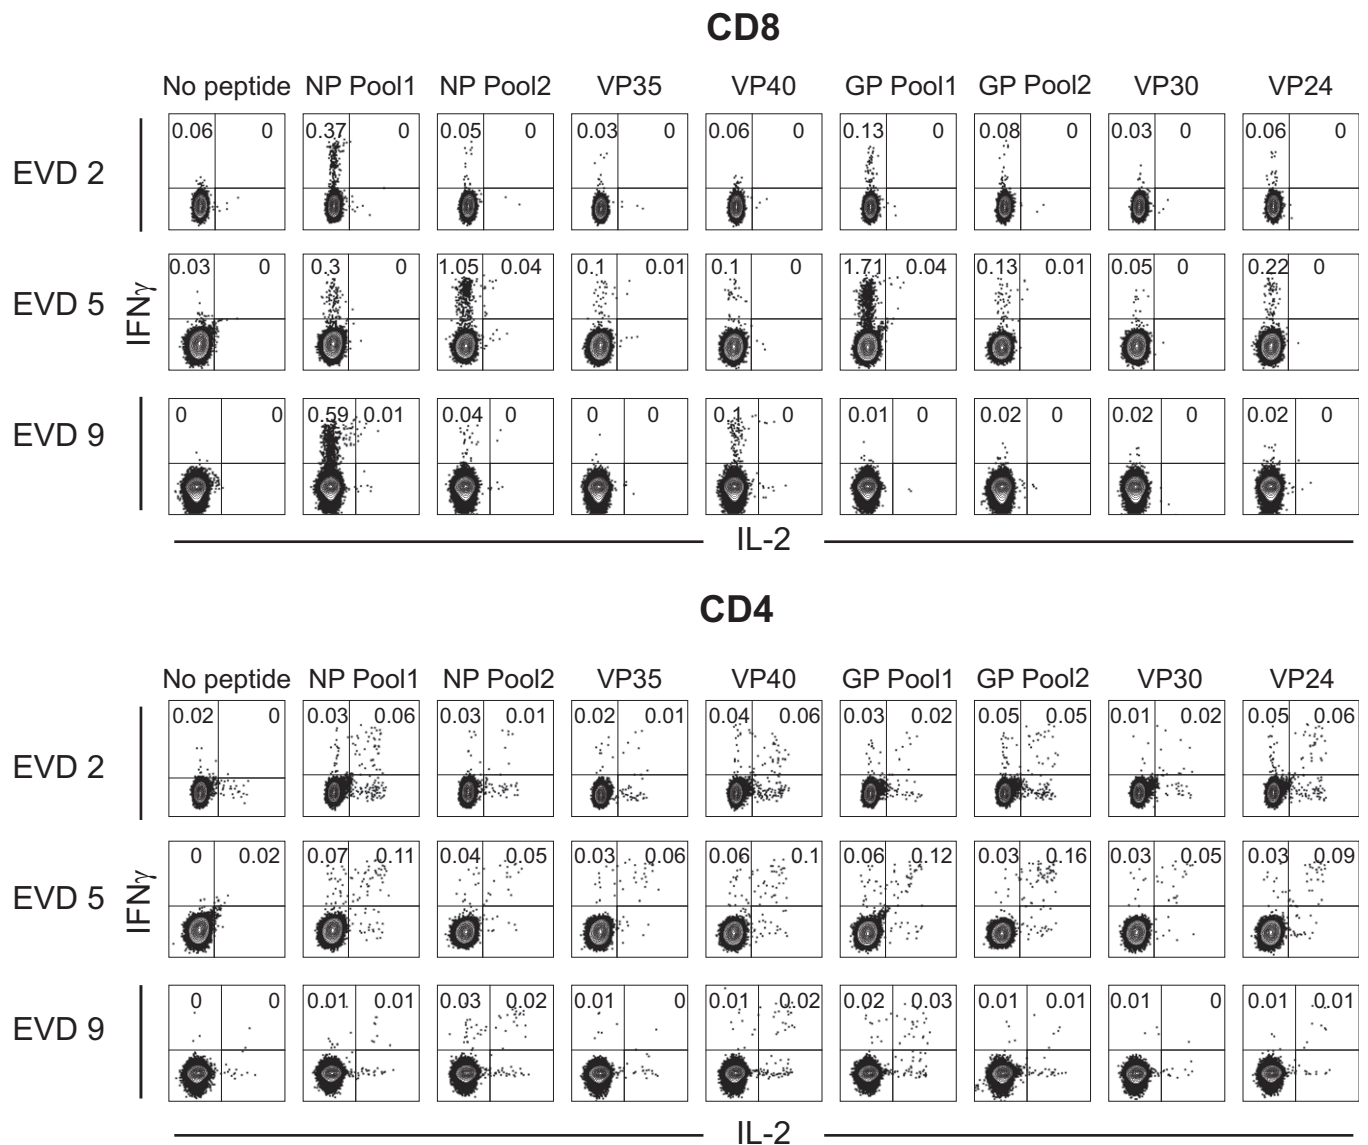 CD8
No peptide NP Pool1 NP Pool2 VP35 VP40 GP Pool1 GP Pool2 VP30 VP24
EVD 2 0.06 0 0.37 0 0.05 0 0.03 0 0.06 0 0.13 0 0.08 0 0.03 0 0.06 0
EVD 5 0.03 0 0.3 0 1.05 0.04 0.1 0.01 0.1 0 1.71 0.04 0.13 0.01 0.05 0 0.22 0
IFNγ
EVD 9 0 0 0.59 0.01 0.04 0 0 0 0.1 0 0.01 0 0.02 0 0.02 0 0.02 0
IL-2
CD4
No peptide NP Pool1 NP Pool2 VP35 VP40 GP Pool1 GP Pool2 VP30 VP24
EVD 2 0.02 0 0.03 0.06 0.03 0.01 0.02 0.01 0.04 0.06 0.03 0.02 0.05 0.05 0.01 0.02 0.05 0.06
EVD 5 0 0.02 0.07 0.11 0.04 0.05 0.03 0.06 0.06 0.1 0.06 0.12 0.03 0.16 0.03 0.05 0.03 0.09
IFNγ
EVD 9 0 0 0.01 0.01 0.03 0.02 0.01 0 0.01 0.02 0.02 0.03 0.01 0.01 0.01 0 0.01 0.01
IL-2